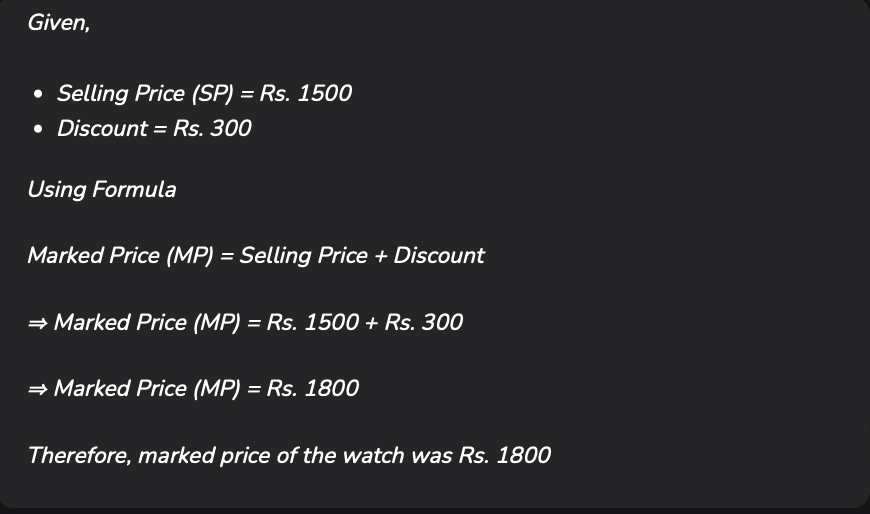 Given,
• Selling Price (SP) = Rs. 1500
• Discount = Rs. 300
Using Formula
Marked Price (MP) = Selling Price + Discount
⇒ Marked Price (MP) = Rs. 1500 + Rs. 300
⇒ Marked Price (MP) = Rs. 1800
Therefore, marked price of the watch was Rs. 1800